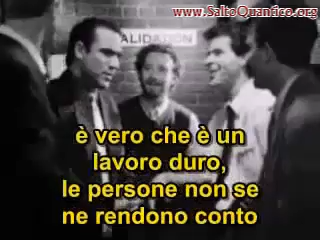 www.SaltoQuantico.org
ALIDATION
è vero che è un
lavoro duro,
le persone non se
ne rendono conto